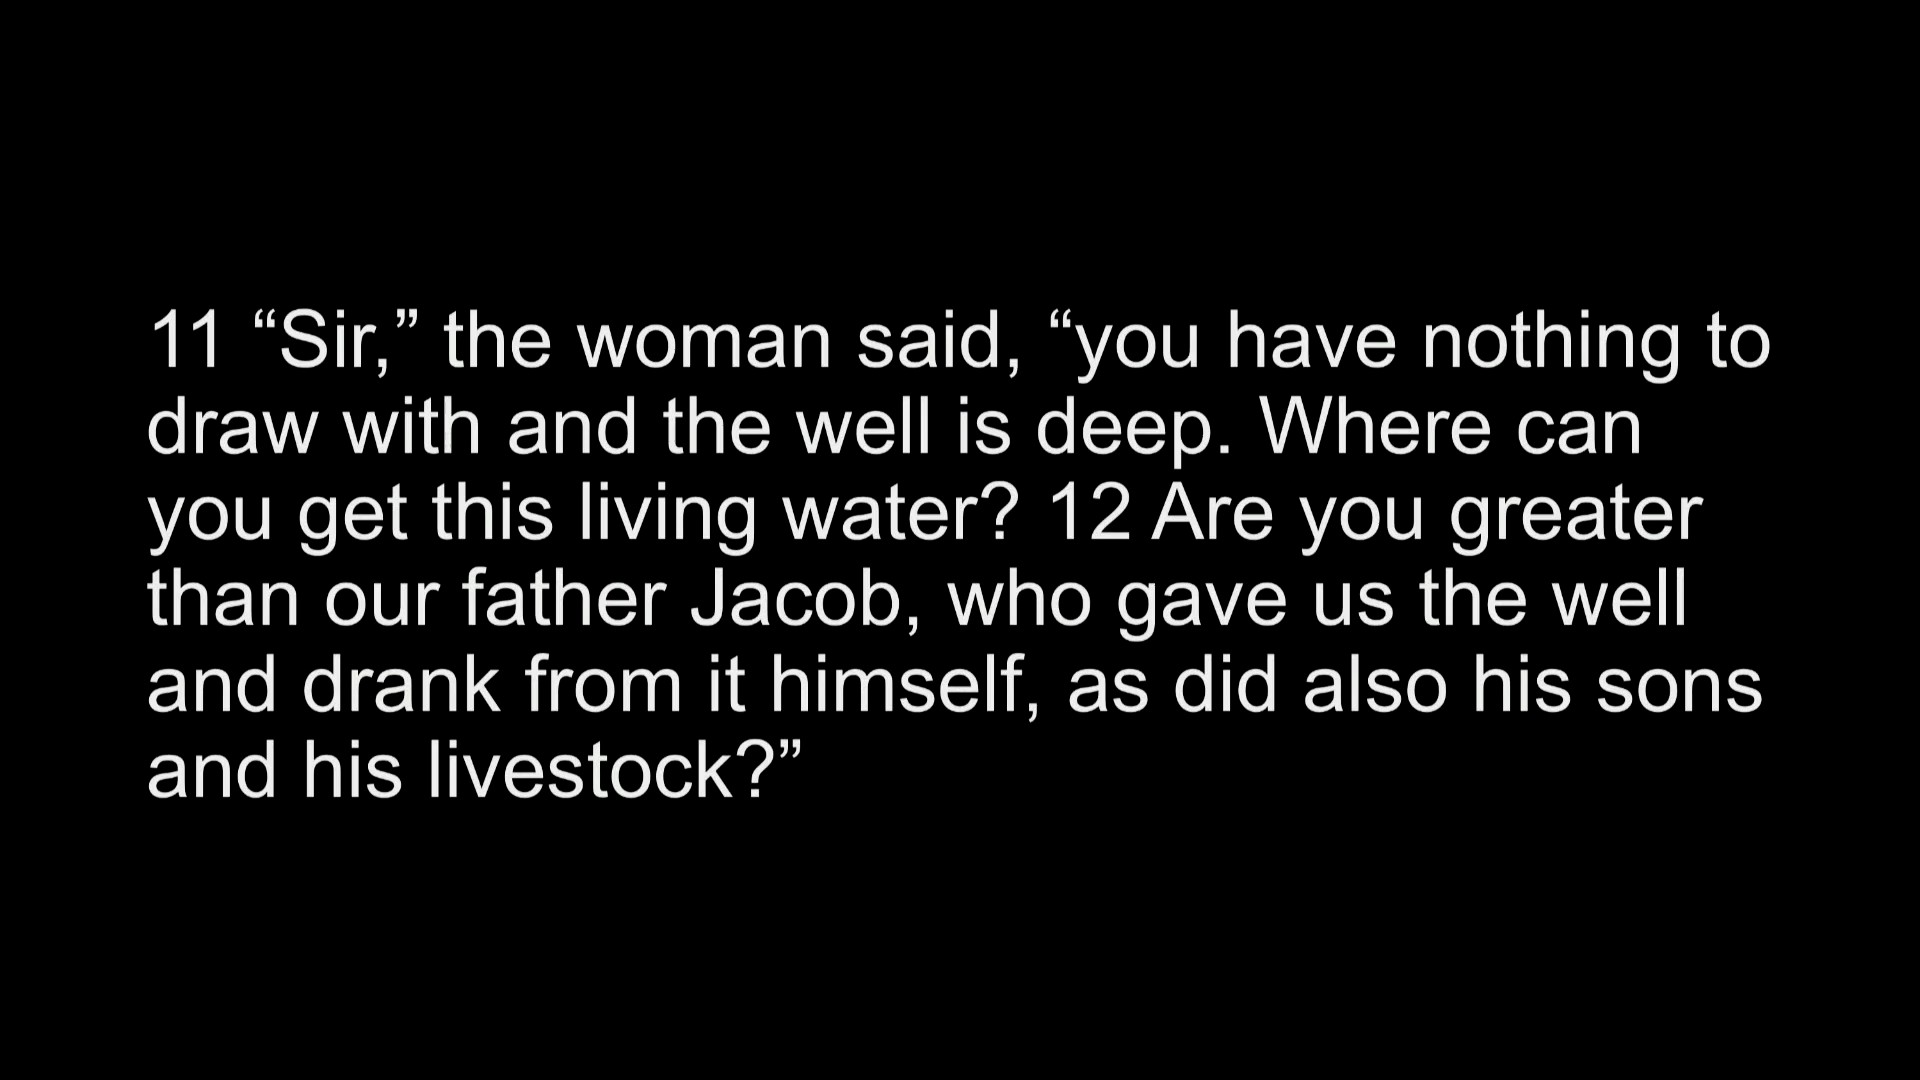 11 “Sir,” the woman said, “you have nothing to
draw with and the well is deep. Where can
you get this living water? 12 Are you greater
than our father Jacob, who gave us the well
and drank from it himself, as did also his sons
and his livestock?”